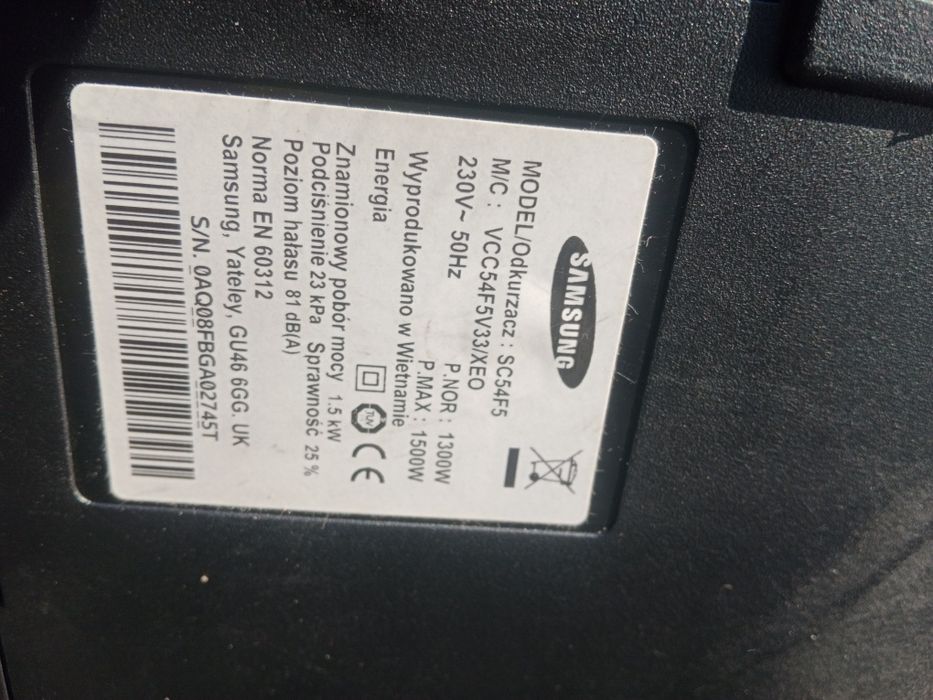 SAMSUNG
MODEL/Odkurzacz : SC54F5
M/C : VCC54F5V33/XEO
230V~ 50Hz P.NOR : 1300W
P.MAX : 1500W
Wyprodukowano w Wietnamie
Energia
TUV CE
Znamionowy pobór mocy 1.5 kW
Podciśnienie 23 kPa Sprawność 25 %
Poziom hałasu 81 dB(A)
Norma EN 60312
Samsung, Yateley, GU46 6GG. UK
S/N. 0AQ08FBGA02745T